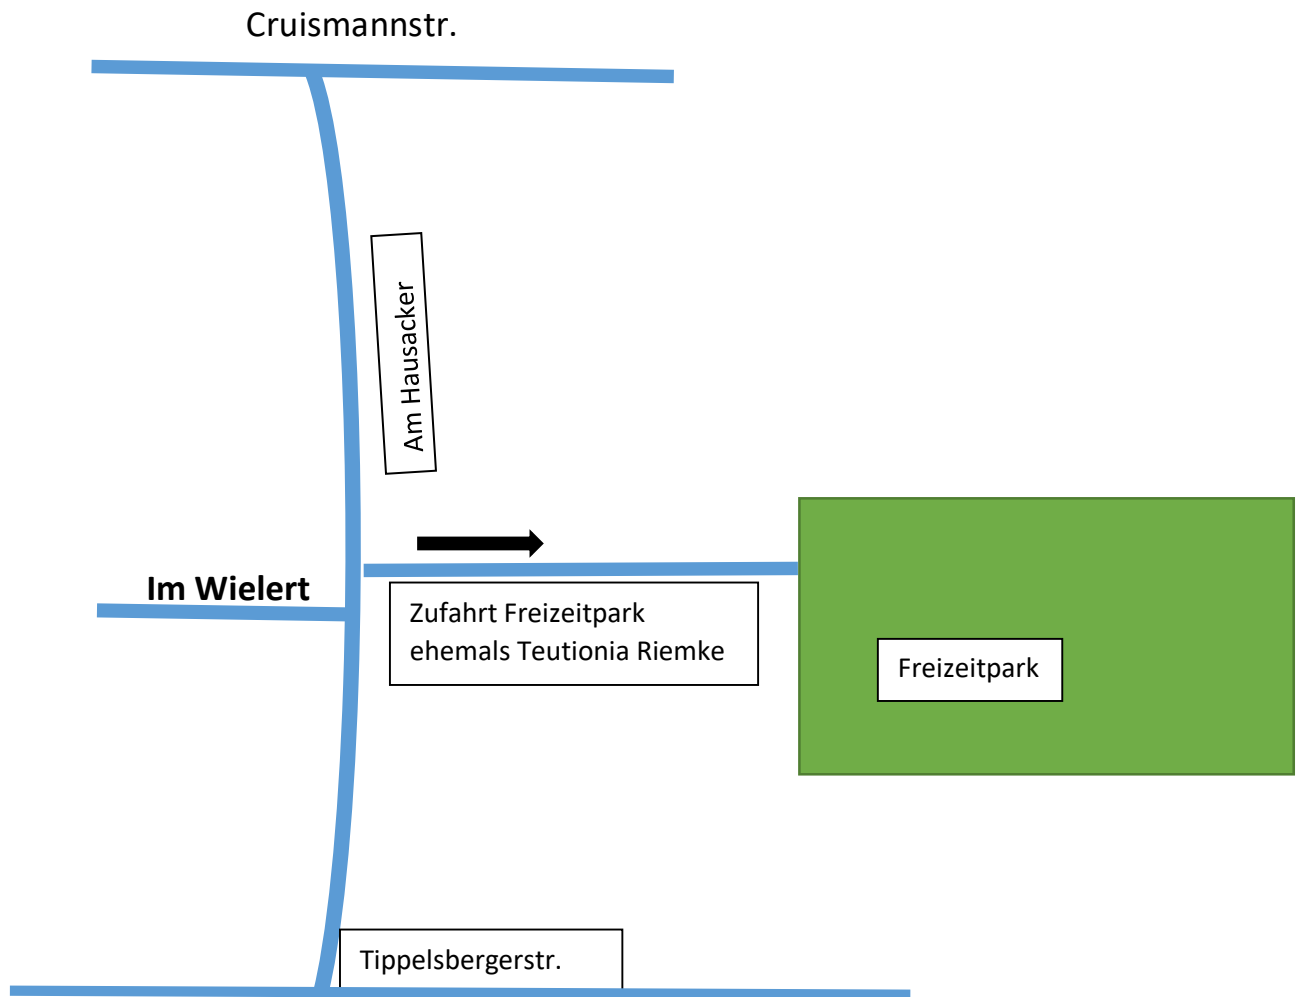 Cruismannstr.
Am Hausacker
Im Wielert
Zufahrt Freizeitpark
ehemals Teutionia Riemke
Freizeitpark
Tippelsbergerstr.